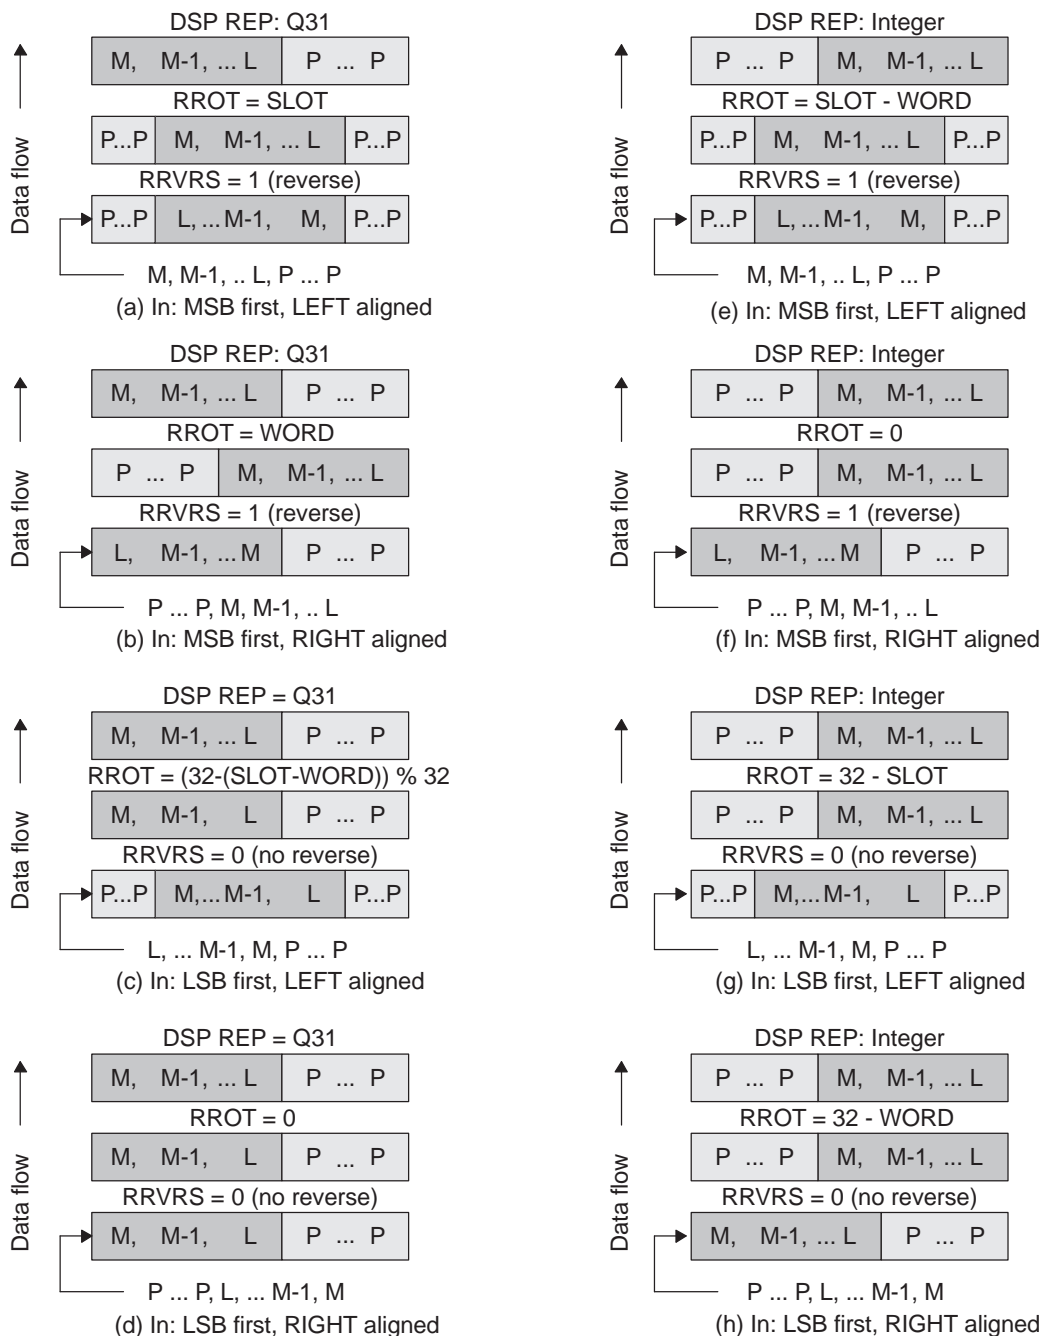 DSP REP: Q31
M, M-1, ... L P ... P
RROT = SLOT
P...P M, M-1, ... L P...P
RRVRS = 1 (reverse)
P...P L, ... M-1, M, P...P
M, M-1, .. L, P ... P
(a) In: MSB first, LEFT aligned
Data flow
DSP REP: Integer
P ... P M, M-1, ... L
RROT = SLOT - WORD
P...P M, M-1, ... L P...P
RRVRS = 1 (reverse)
P...P L, ... M-1, M, P...P
M, M-1, .. L, P ... P
(e) In: MSB first, LEFT aligned
Data flow
DSP REP: Q31
M, M-1, ... L P ... P
RROT = WORD
P ... P M, M-1, ... L
RRVRS = 1 (reverse)
L, M-1, ... M P ... P
P ... P, M, M-1, .. L
(b) In: MSB first, RIGHT aligned
Data flow
DSP REP: Integer
P ... P M, M-1, ... L
RROT = 0
P ... P M, M-1, ... L
RRVRS = 1 (reverse)
L, M-1, ... M P ... P
P ... P, M, M-1, .. L
(f) In: MSB first, RIGHT aligned
Data flow
DSP REP = Q31
M, M-1, ... L P ... P
RROT = (32-(SLOT-WORD)) % 32
M, M-1, L P ... P
RRVRS = 0 (no reverse)
P...P M,... M-1, L P...P
L, ... M-1, M, P ... P
(c) In: LSB first, LEFT aligned
Data flow
DSP REP: Integer
P ... P M, M-1, ... L
RROT = 32 - SLOT
P ... P M, M-1, ... L
RRVRS = 0 (no reverse)
P...P M,... M-1, L P...P
L, ... M-1, M, P ... P
(g) In: LSB first, LEFT aligned
Data flow
DSP REP = Q31
M, M-1, ... L P ... P
RROT = 0
M, M-1, L P ... P
RRVRS = 0 (no reverse)
M, M-1, L P ... P
P ... P, L, ... M-1, M
(d) In: LSB first, RIGHT aligned
Data flow
DSP REP: Integer
P ... P M, M-1, ... L
RROT = 32 - WORD
P ... P M, M-1, ... L
RRVRS = 0 (no reverse)
M, M-1, ... L P ... P
P ... P, L, ... M-1, M
(h) In: LSB first, RIGHT aligned
Data flow